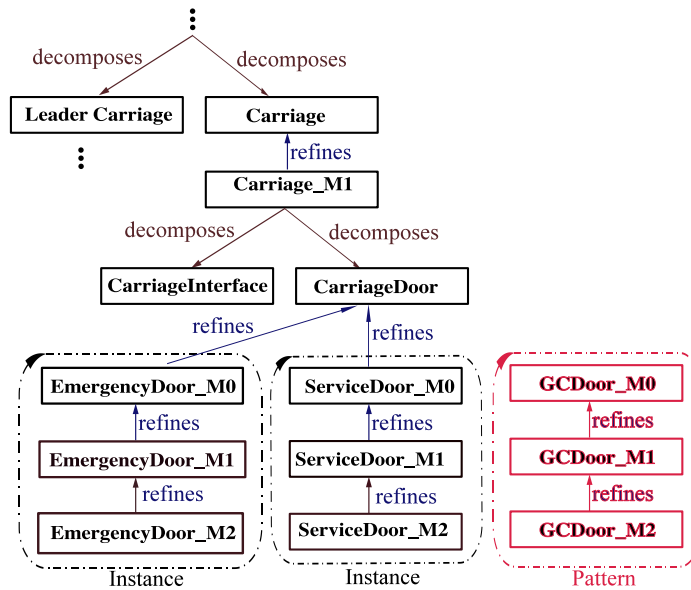 decomposes
decomposes
Leader Carriage
Carriage
refines
Carriage_M1
decomposes
decomposes
CarriageInterface
CarriageDoor
refines
refines
EmergencyDoor_M0
ServiceDoor_M0
GCDoor_M0
refines
refines
refines
EmergencyDoor_M1
ServiceDoor_M1
GCDoor_M1
refines
refines
refines
EmergencyDoor_M2
ServiceDoor_M2
GCDoor_M2
Instance
Instance
Pattern